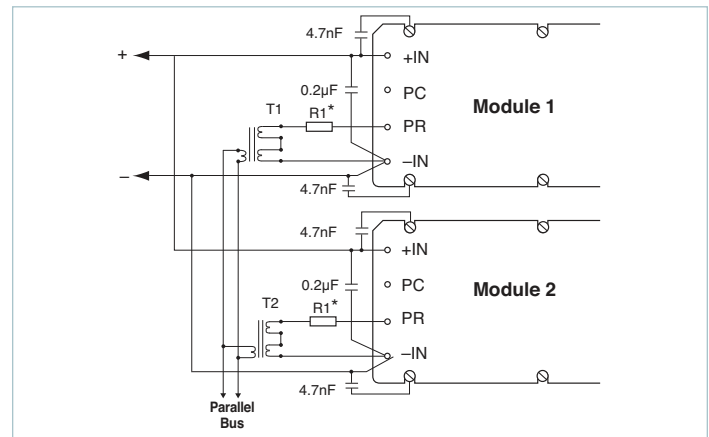 4.7nF
+
+IN
0.2µF
PC
Module 1
T1
R1*
PR
–IN
–
4.7nF
4.7nF
+IN
0.2µF
PC
Module 2
T2
R1*
PR
–IN
4.7nF
Parallel
Bus